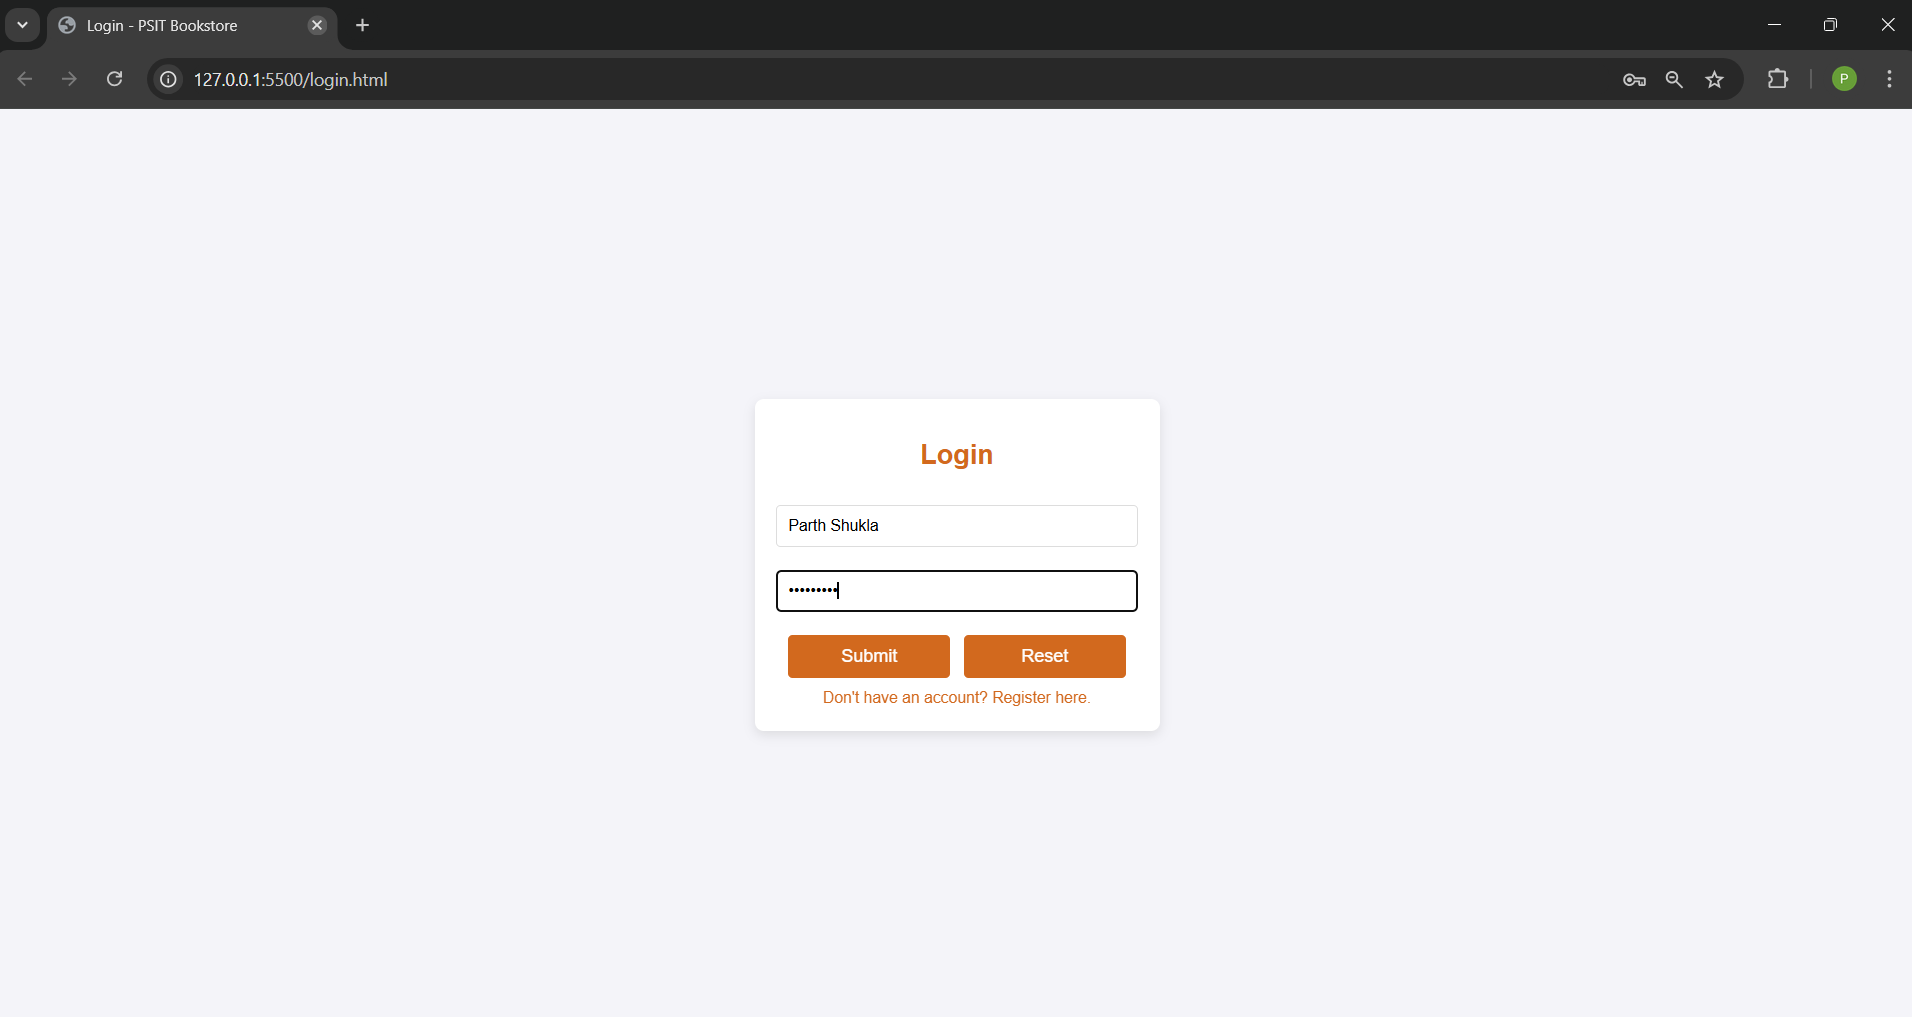 Login - PSIT Bookstore
127.0.0.1:5500/login.html
P
Login
Parth Shukla
•••••••••
Submit Reset
Don't have an account? Register here.